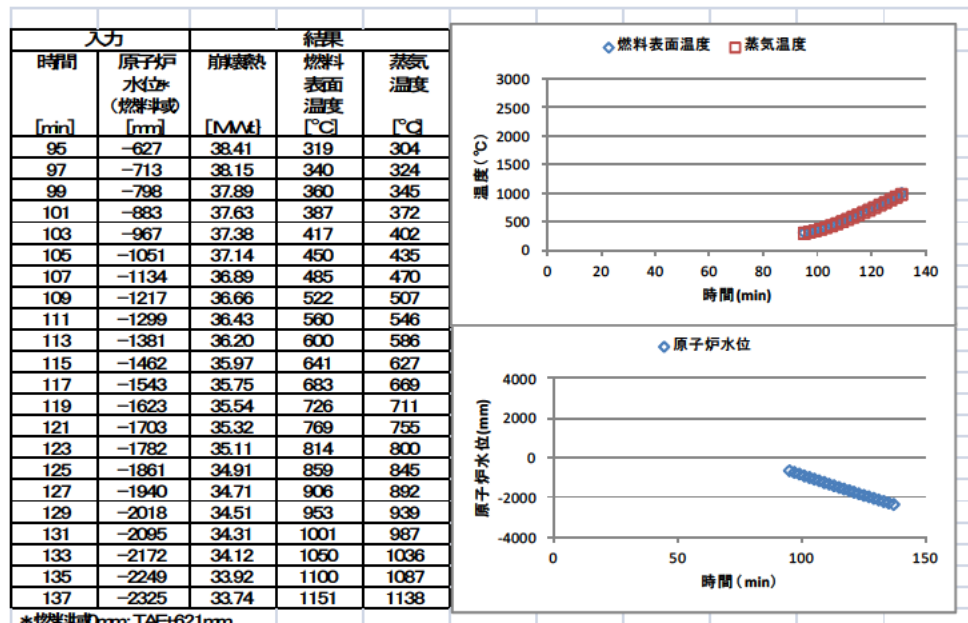 入力 結果
時間 原子炉 崩壊熱 燃料 蒸気
水位* 表面 温度
(燃料域) 温度
[min] [mm] [MWt] [°C] [°C]
95 -627 38.41 319 304
97 -713 38.15 340 324
99 -798 37.89 360 345
101 -883 37.63 387 372
103 -967 37.38 417 402
105 -1051 37.14 450 435
107 -1134 36.89 485 470
109 -1217 36.66 522 507
111 -1299 36.43 560 546
113 -1381 36.20 600 586
115 -1462 35.97 641 627
117 -1543 35.75 683 669
119 -1623 35.54 726 711
121 -1703 35.32 769 755
123 -1782 35.11 814 800
125 -1861 34.91 859 845
127 -1940 34.71 906 892
129 -2018 34.51 953 939
131 -2095 34.31 1001 987
133 -2172 34.12 1050 1036
135 -2249 33.92 1100 1087
137 -2325 33.74 1151 1138
*燃料域0mm: TAF+621mm
燃料表面温度 蒸気温度
温度(℃)
3000
2500
2000
1500
1000
500
0
0 20 40 60 80 100 120 140
時間(min)
原子炉水位
原子炉水位(mm)
4000
2000
0
-2000
-4000
0 50 100 150
時間(min)